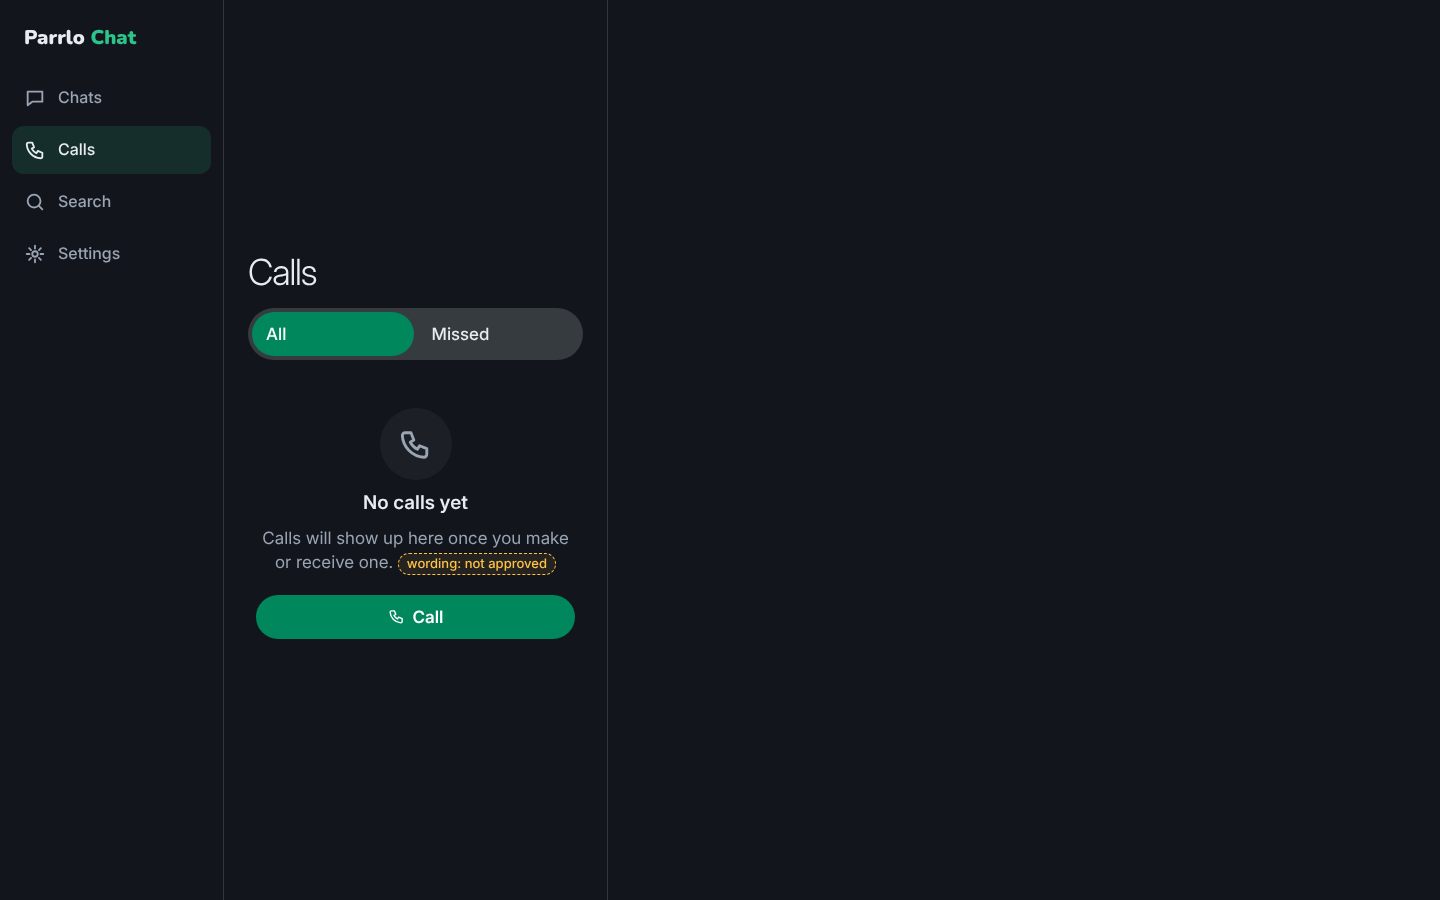 Parrlo Chat
Chats
Calls
Search
Settings
Calls
All
Missed
No calls yet
Calls will show up here once you make
or receive one. wording: not approved
Call